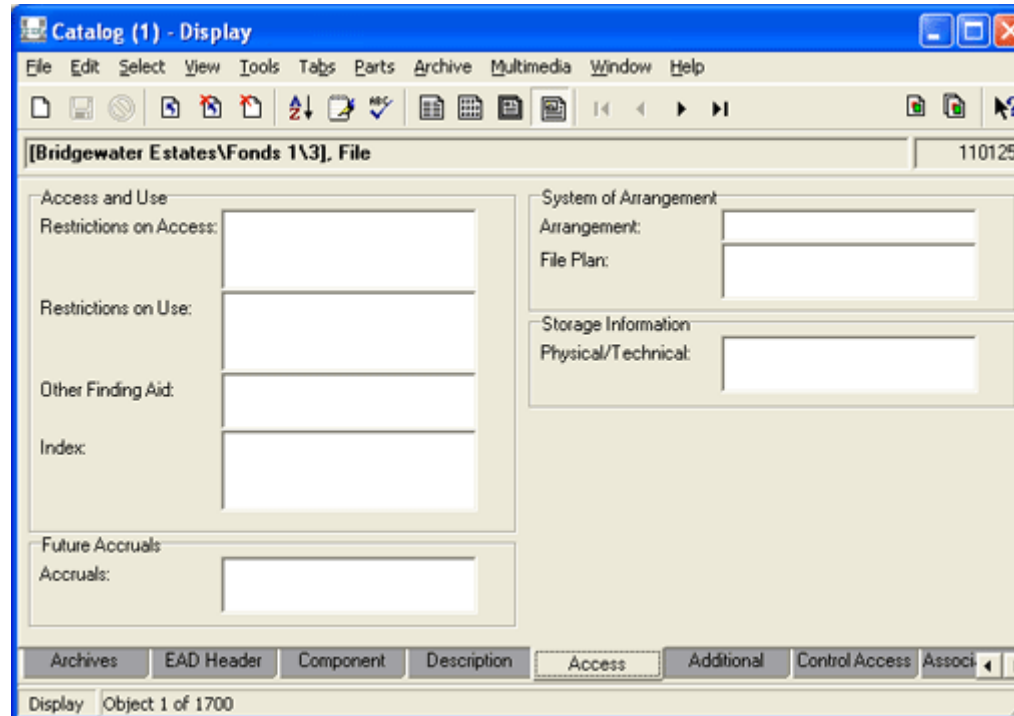 Catalog (1) - Display
File Edit Select View Tools Tabs Parts Archive Multimedia Window Help
[Bridgewater Estates\Fonds 1\3], File 110125
Access and Use
Restrictions on Access:
Restrictions on Use:
Other Finding Aid:
Index:
Future Accruals
Accruals:
System of Arrangement
Arrangement:
File Plan:
Storage Information
Physical/Technical:
Archives EAD Header Component Description Access Additional Control Access Associ
Display Object 1 of 1700